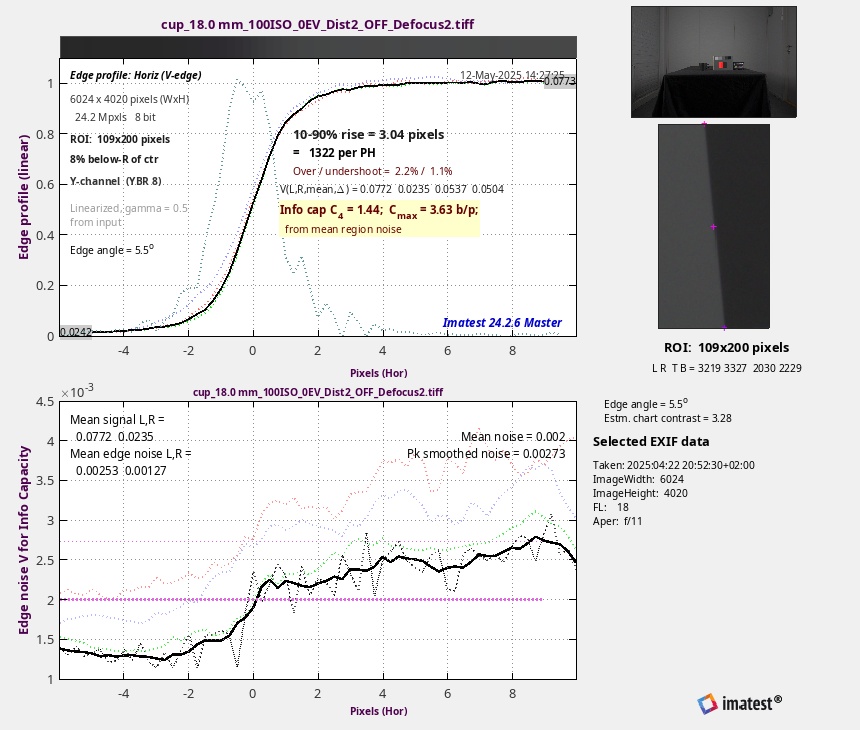 cup_18.0 mm_100ISO_0EV_Dist2_OFF_Defocus2.tiff
Edge profile: Horiz (V-edge)
12-May-2025 14:27:25
0.0773
6024 x 4020 pixels (WxH)
24.2 Mpxls 8 bit
ROI: 109x200 pixels
8% below-R of ctr
Y-channel (YBR 8)
Linearized, gamma = 0.5
from input
Edge angle = 5.5°
10-90% rise = 3.04 pixels
= 1322 per PH
Over / undershoot = 2.2% / 1.1%
V(L,R,mean,Δ) = 0.0772 0.0235 0.0537 0.0504
Info cap C4 = 1.44; Cmax = 3.63 b/p;
from mean region noise
Imatest 24.2.6 Master
0.0242
Edge profile (linear)
1
0.8
0.6
0.4
0.2
0
-4 -2 0 2 4 6 8
Pixels (Hor)
cup_18.0 mm_100ISO_0EV_Dist2_OFF_Defocus2.tiff
×10-3
Mean signal L,R =
0.0772 0.0235
Mean edge noise L,R =
0.00253 0.00127
Mean noise = 0.002
Pk smoothed noise = 0.00273
Edge noise V for Info Capacity
4.5
4
3.5
3
2.5
2
1.5
1
-4 -2 0 2 4 6 8
Pixels (Hor)
ROI: 109x200 pixels
L R T B = 3219 3327 2030 2229
Edge angle = 5.5°
Estm. chart contrast = 3.28
Selected EXIF data
Taken: 2025:04:22 20:52:30+02:00
ImageWidth: 6024
ImageHeight: 4020
FL: 18
Aper: f/11
imatest®